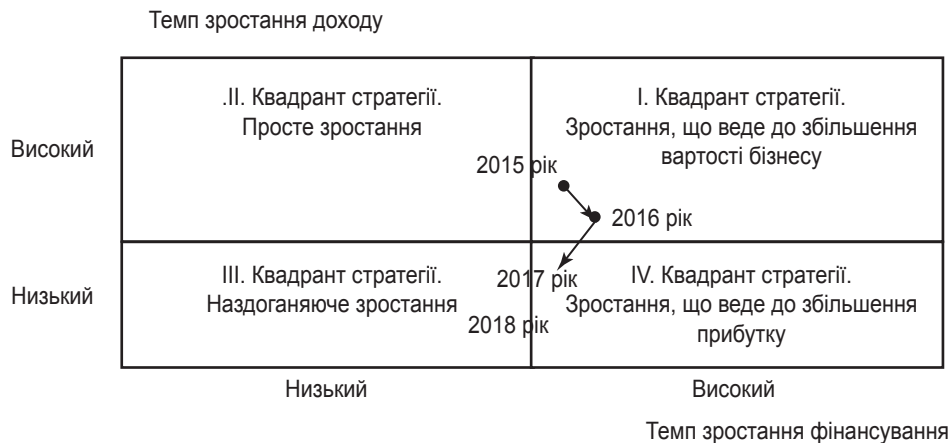 Темп зростання доходу
.II. Квадрант стратегії.
Просте зростання
I. Квадрант стратегії.
Зростання, що веде до збільшення
вартості бізнесу
Високий
2015 рік
2016 рік
III. Квадрант стратегії.
Наздоганяюче зростання
2017 рік
IV. Квадрант стратегії.
Зростання, що веде до збільшення
прибутку
Низький
2018 рік
Низький
Високий
Темп зростання фінансування